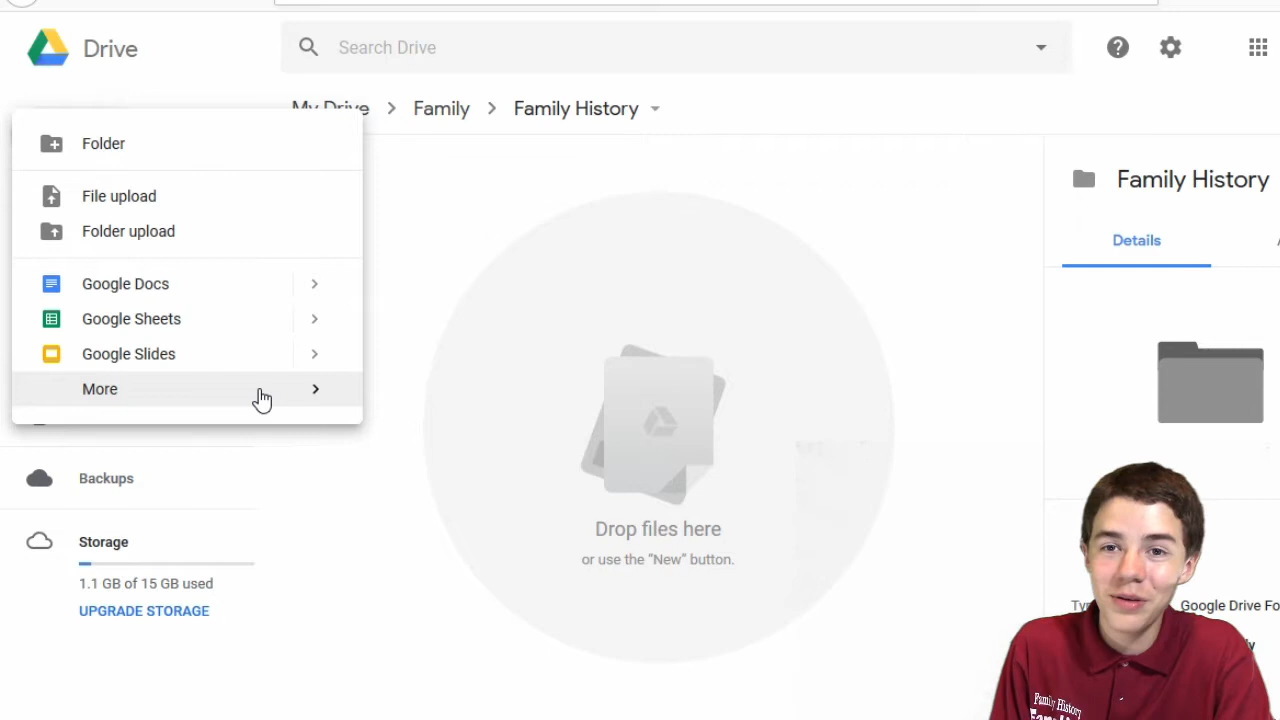 Drive
Search Drive
My Drive > Family > Family History
Folder
File upload
Folder upload
Google Docs
Google Sheets
Google Slides
More
Backups
Storage
1.1 GB of 15 GB used
UPGRADE STORAGE
Drop files here
or use the "New" button.
Family History
Details
Google Drive Fo
Family History